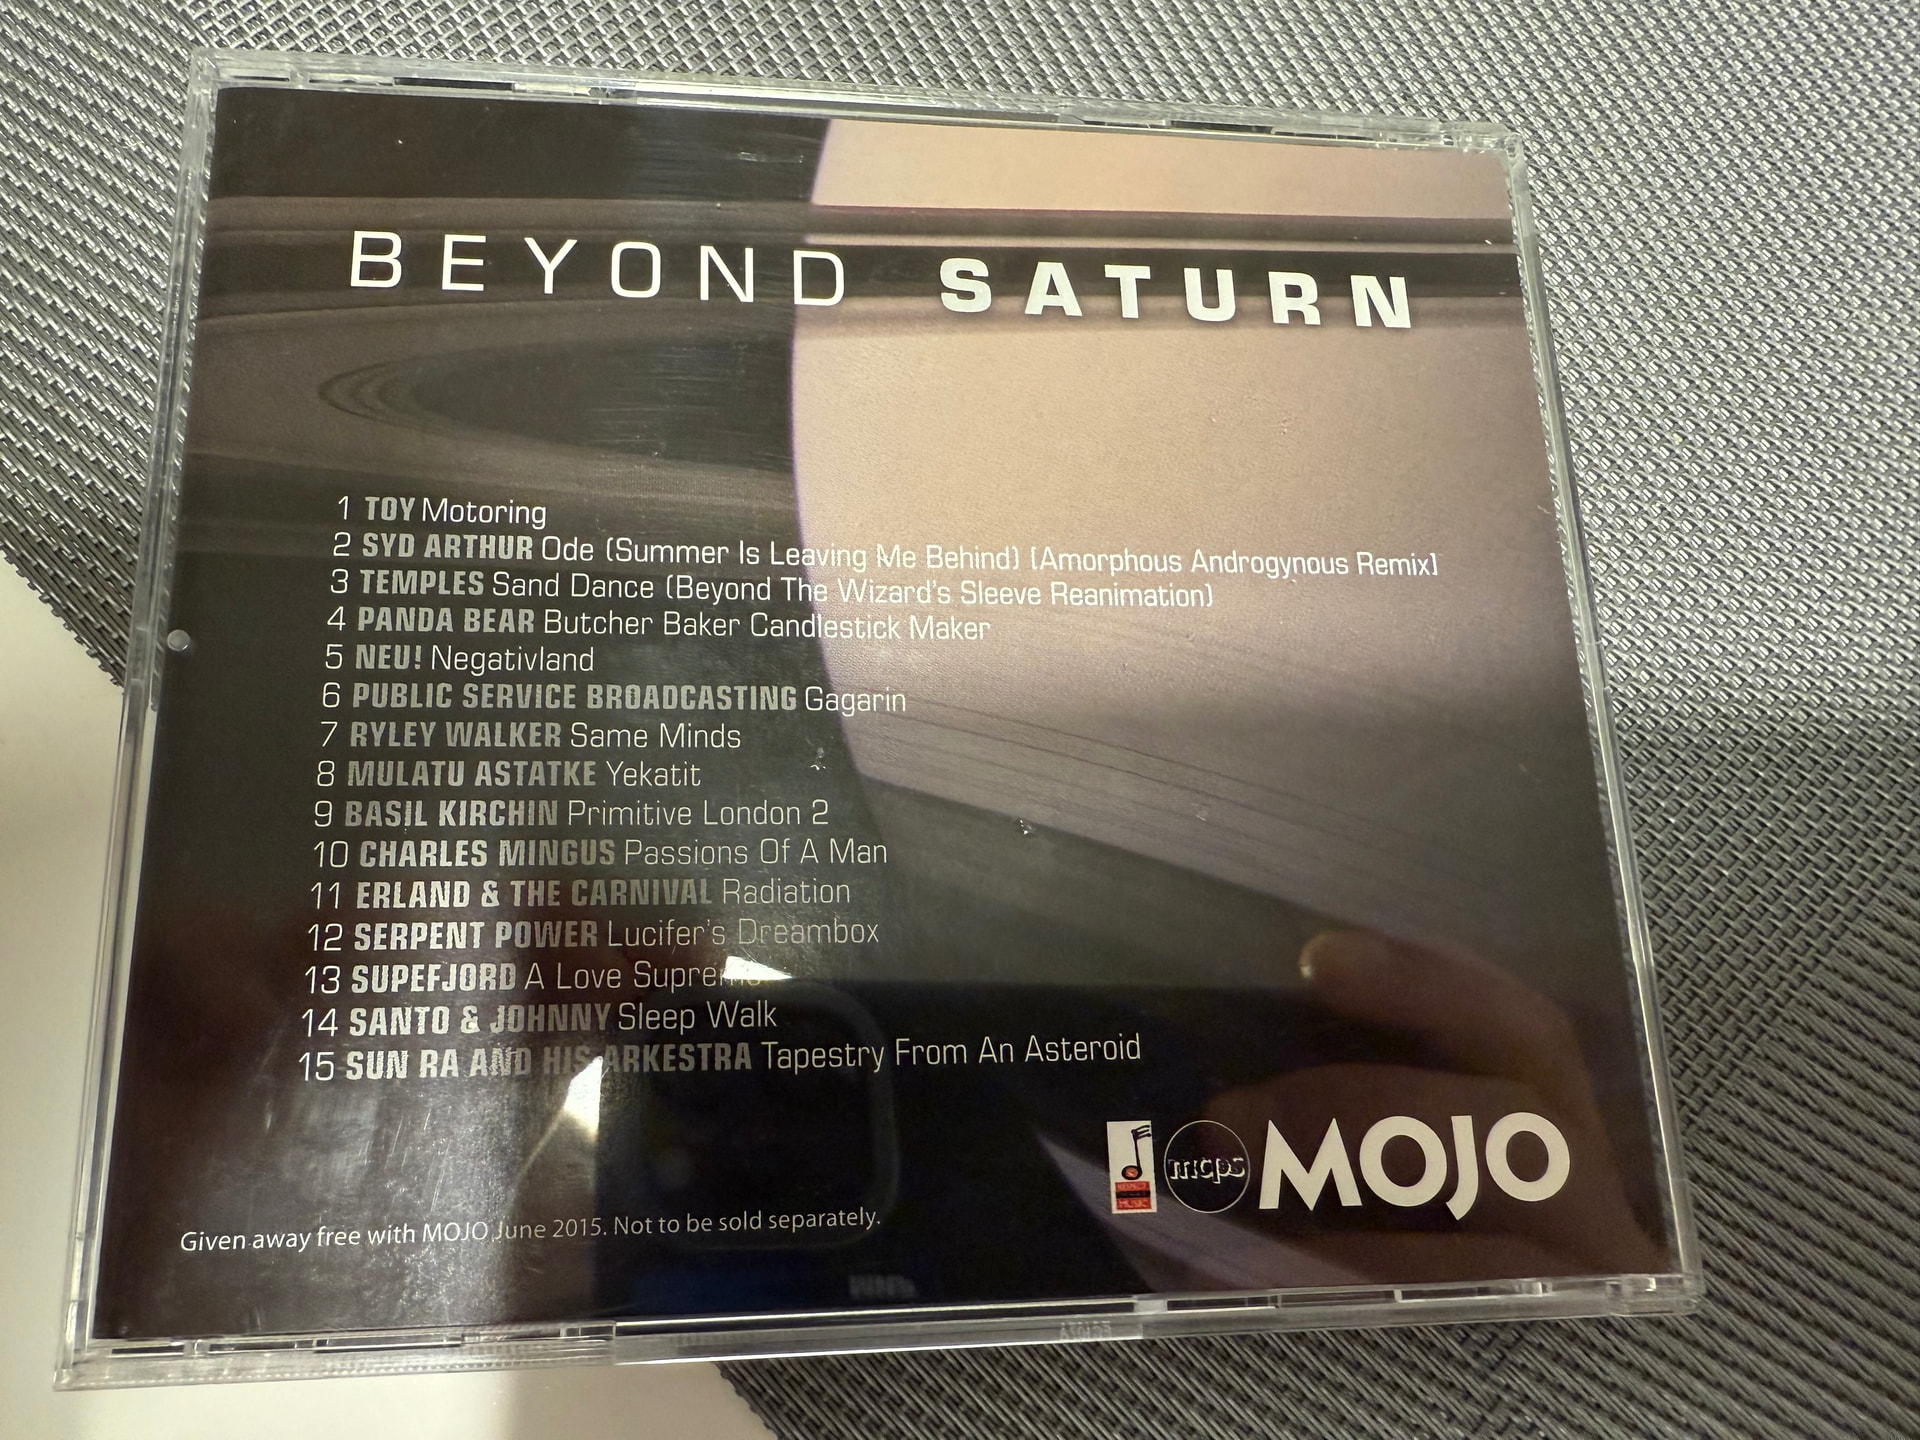 BEYOND SATURN
1 TOY Motoring
2 SYD ARTHUR Ode (Summer Is Leaving Me Behind) [Amorphous Androgynous Remix]
3 TEMPLES Sand Dance (Beyond The Wizard's Sleeve Reanimation)
4 PANDA BEAR Butcher Baker Candlestick Maker
5 NEU! Negativland
6 PUBLIC SERVICE BROADCASTING Gagarin
7 RYLEY WALKER Same Minds
8 MULATU ASTATKE Yekatit
9 BASIL KIRCHIN Primitive London 2
10 CHARLES MINGUS Passions Of A Man
11 ERLAND & THE CARNIVAL Radiation
12 SERPENT POWER Lucifer's Dreambox
13 SUPEFJORD A Love Supreme
14 SANTO & JOHNNY Sleep Walk
15 SUN RA AND HIS ARKESTRA Tapestry From An Asteroid
mcps MOJO
MUSIC
Given away free with MOJO June 2015. Not to be sold separately.